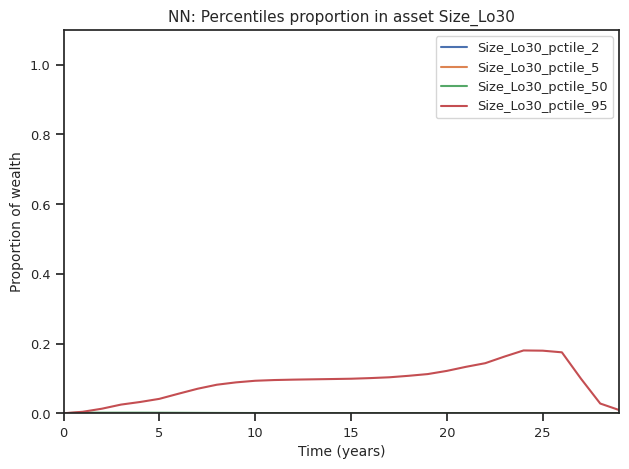 NN: Percentiles proportion in asset Size_Lo30
Size_Lo30_pctile_2
Size_Lo30_pctile_5
Size_Lo30_pctile_50
Size_Lo30_pctile_95
Proportion of wealth
1.0
0.8
0.6
0.4
0.2
0.0
0 5 10 15 20 25
Time (years)